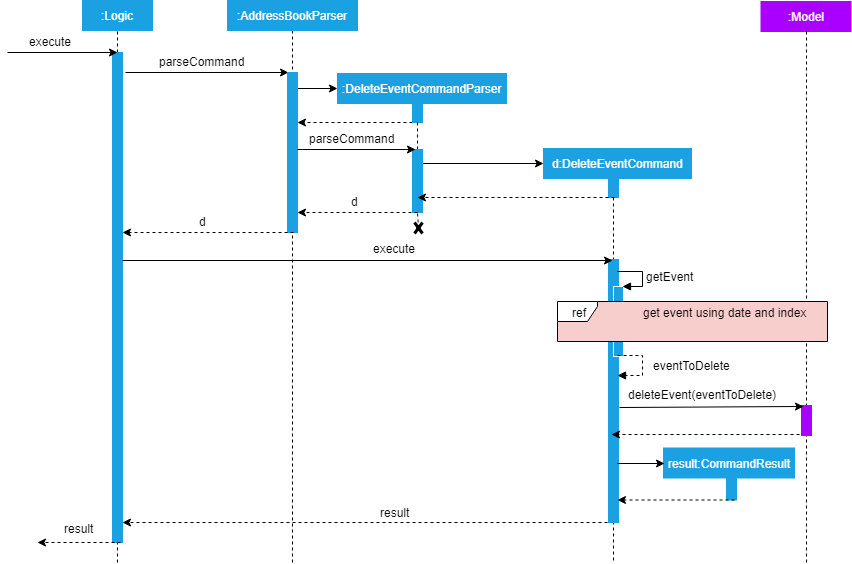 :Logic
:AddressBookParser
:Model
execute
parseCommand
:DeleteEventCommandParser
parseCommand
d:DeleteEventCommand
d
d
execute
getEvent
ref
get event using date and index
eventToDelete
deleteEvent(eventToDelete)
result:CommandResult
result
result